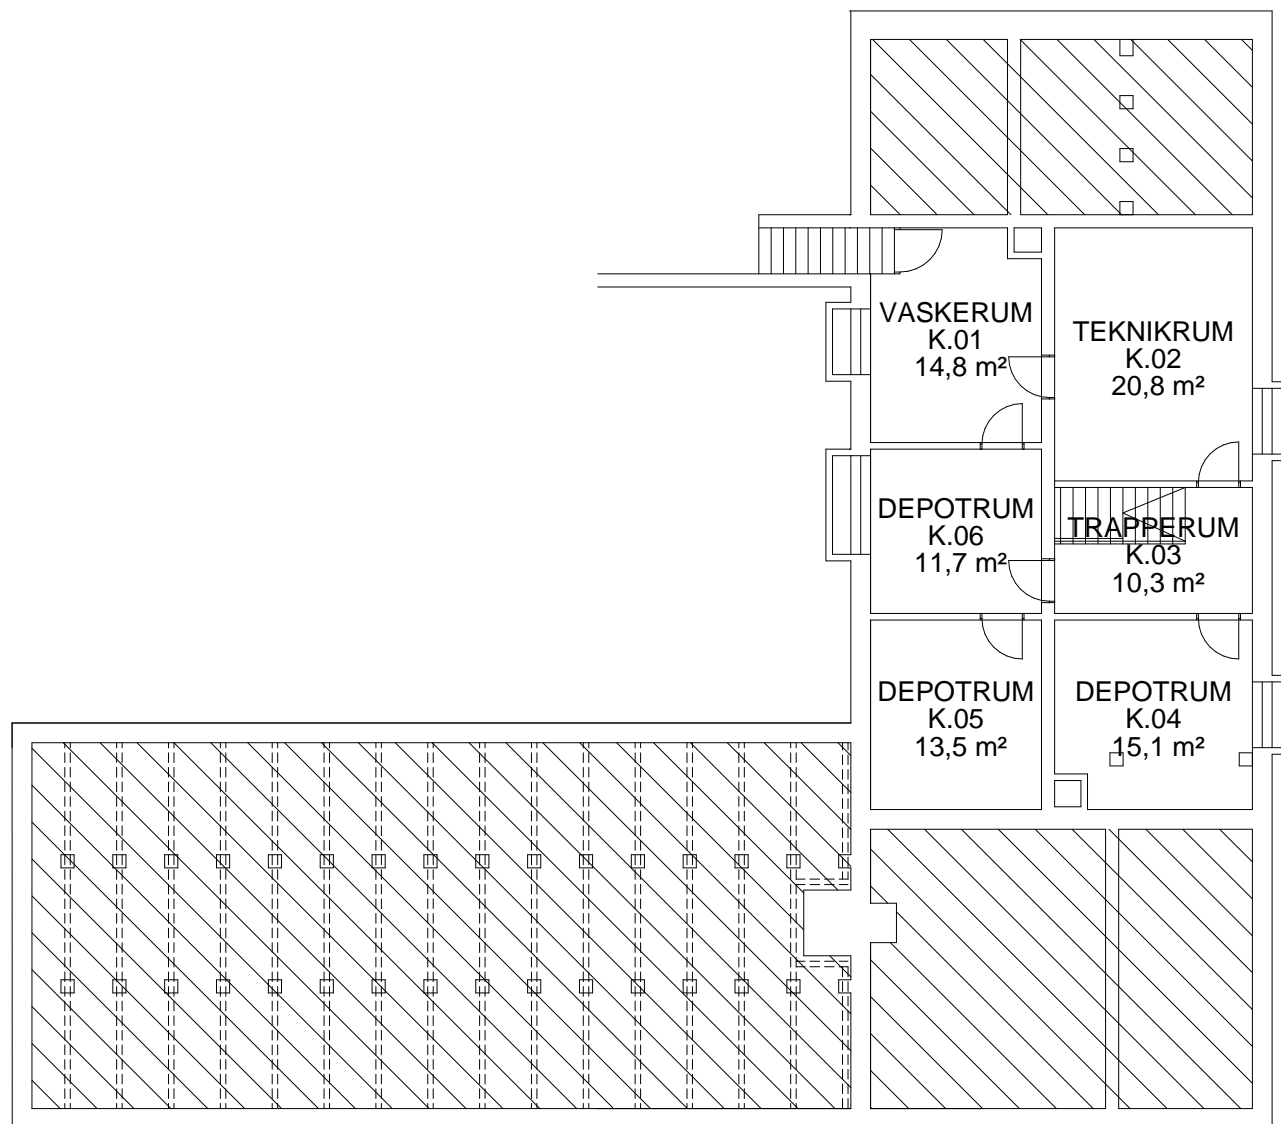 VASKERUM
K.01
14,8 m²
TEKNIKRUM
K.02
20,8 m²
DEPOTRUM
K.06
11,7 m²
TRAPPERUM
K.03
10,3 m²
DEPOTRUM
K.05
13,5 m²
DEPOTRUM
K.04
15,1 m²